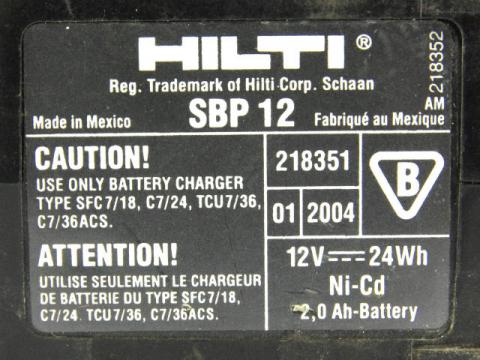 HILTI®
Reg. Trademark of Hilti Corp. Schaan
AM 218352
Made in Mexico SBP 12 Fabriqué au Mexique
CAUTION!
USE ONLY BATTERY CHARGER
TYPE SFC7/18, C7/24, TCU7/36,
C7/36ACS.
218351
01 2004
B
ATTENTION!
UTILISE SEULEMENT LE CHARGEUR
DE BATTERIE DU TYPE SFC7/18,
C7/24. TCU7/36, C7/36ACS.
12V⎓24Wh
Ni-Cd
2,0 Ah-Battery